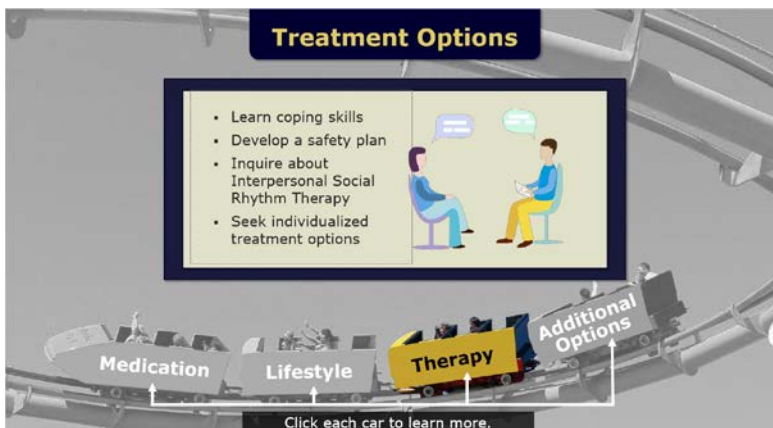 Treatment Options
• Learn coping skills
• Develop a safety plan
• Inquire about
Interpersonal Social
Rhythm Therapy
• Seek individualized
treatment options
Medication
Lifestyle
Therapy
Additional
Options
Click each car to learn more.